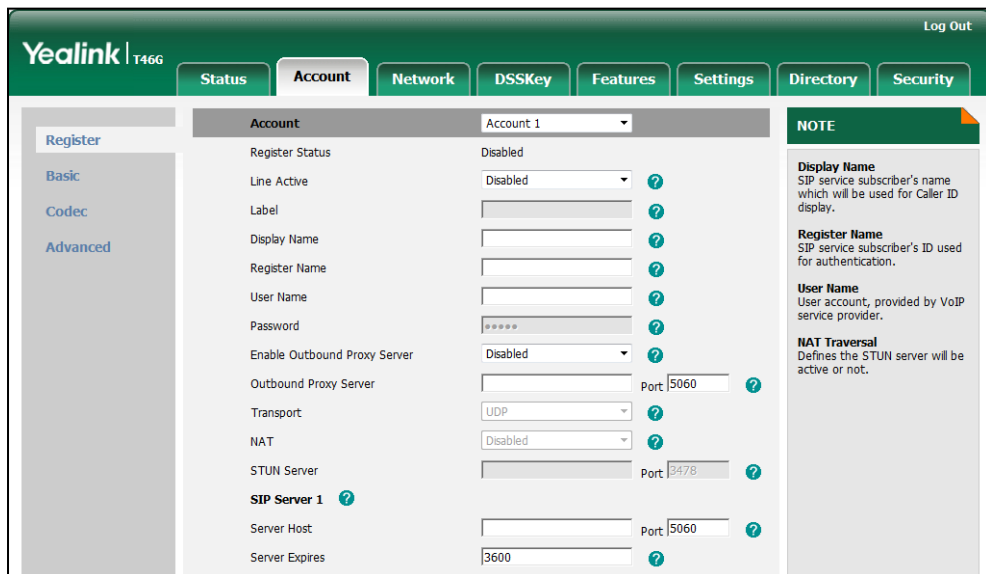 Log Out
Yealink T46G
Status Account Network DSSKey Features Settings Directory Security
Register
Basic
Codec
Advanced
Account Account 1
Register Status Disabled
Line Active Disabled ?
Label ?
Display Name ?
Register Name ?
User Name ?
Password ●●●●● ?
Enable Outbound Proxy Server Disabled ?
Outbound Proxy Server Port 5060 ?
Transport UDP ?
NAT Disabled ?
STUN Server Port 3478 ?
SIP Server 1 ?
Server Host Port 5060 ?
Server Expires 3600 ?
NOTE
Display Name
SIP service subscriber's name
which will be used for Caller ID
display.
Register Name
SIP service subscriber's ID used
for authentication.
User Name
User account, provided by VoIP
service provider.
NAT Traversal
Defines the STUN server will be
active or not.